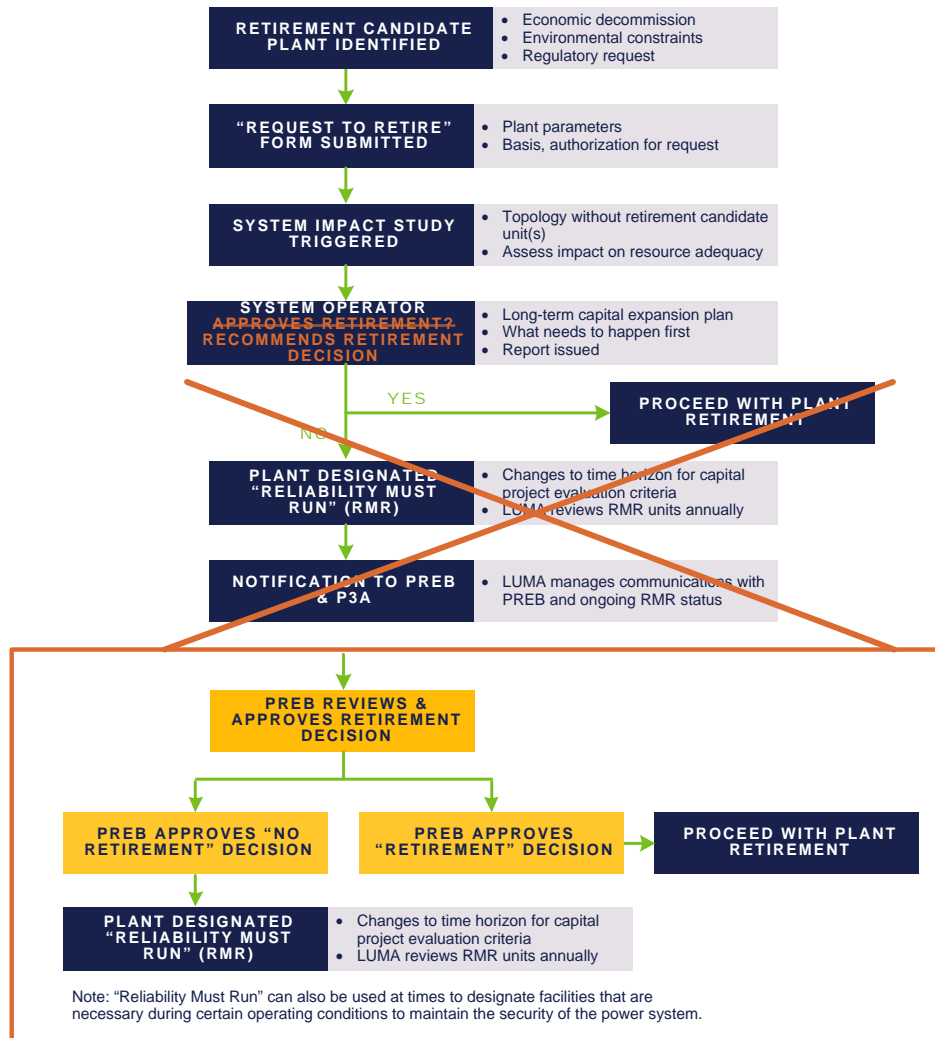 RETIREMENT CANDIDATE
PLANT IDENTIFIED
• Economic decommission
• Environmental constraints
• Regulatory request
“REQUEST TO RETIRE”
FORM SUBMITTED
• Plant parameters
• Basis, authorization for request
SYSTEM IMPACT STUDY
TRIGGERED
• Topology without retirement candidate
unit(s)
• Assess impact on resource adequacy
SYSTEM OPERATOR
APPROVES RETIREMENT?
RECOMMENDS RETIREMENT
DECISION
• Long-term capital expansion plan
• What needs to happen first
• Report issued
YES
PROCEED WITH PLANT
RETIREMENT
NO
PLANT DESIGNATED
“RELIABILITY MUST
RUN” (RMR)
• Changes to time horizon for capital
project evaluation criteria
• LUMA reviews RMR units annually
NOTIFICATION TO PREB
& P3A
• LUMA manages communications with
PREB and ongoing RMR status
PREB REVIEWS &
APPROVES RETIREMENT
DECISION
PREB APPROVES “NO
RETIREMENT” DECISION
PREB APPROVES
“RETIREMENT” DECISION
PROCEED WITH PLANT
RETIREMENT
PLANT DESIGNATED
“RELIABILITY MUST
RUN” (RMR)
• Changes to time horizon for capital
project evaluation criteria
• LUMA reviews RMR units annually
Note: “Reliability Must Run” can also be used at times to designate facilities that are
necessary during certain operating conditions to maintain the security of the power system.